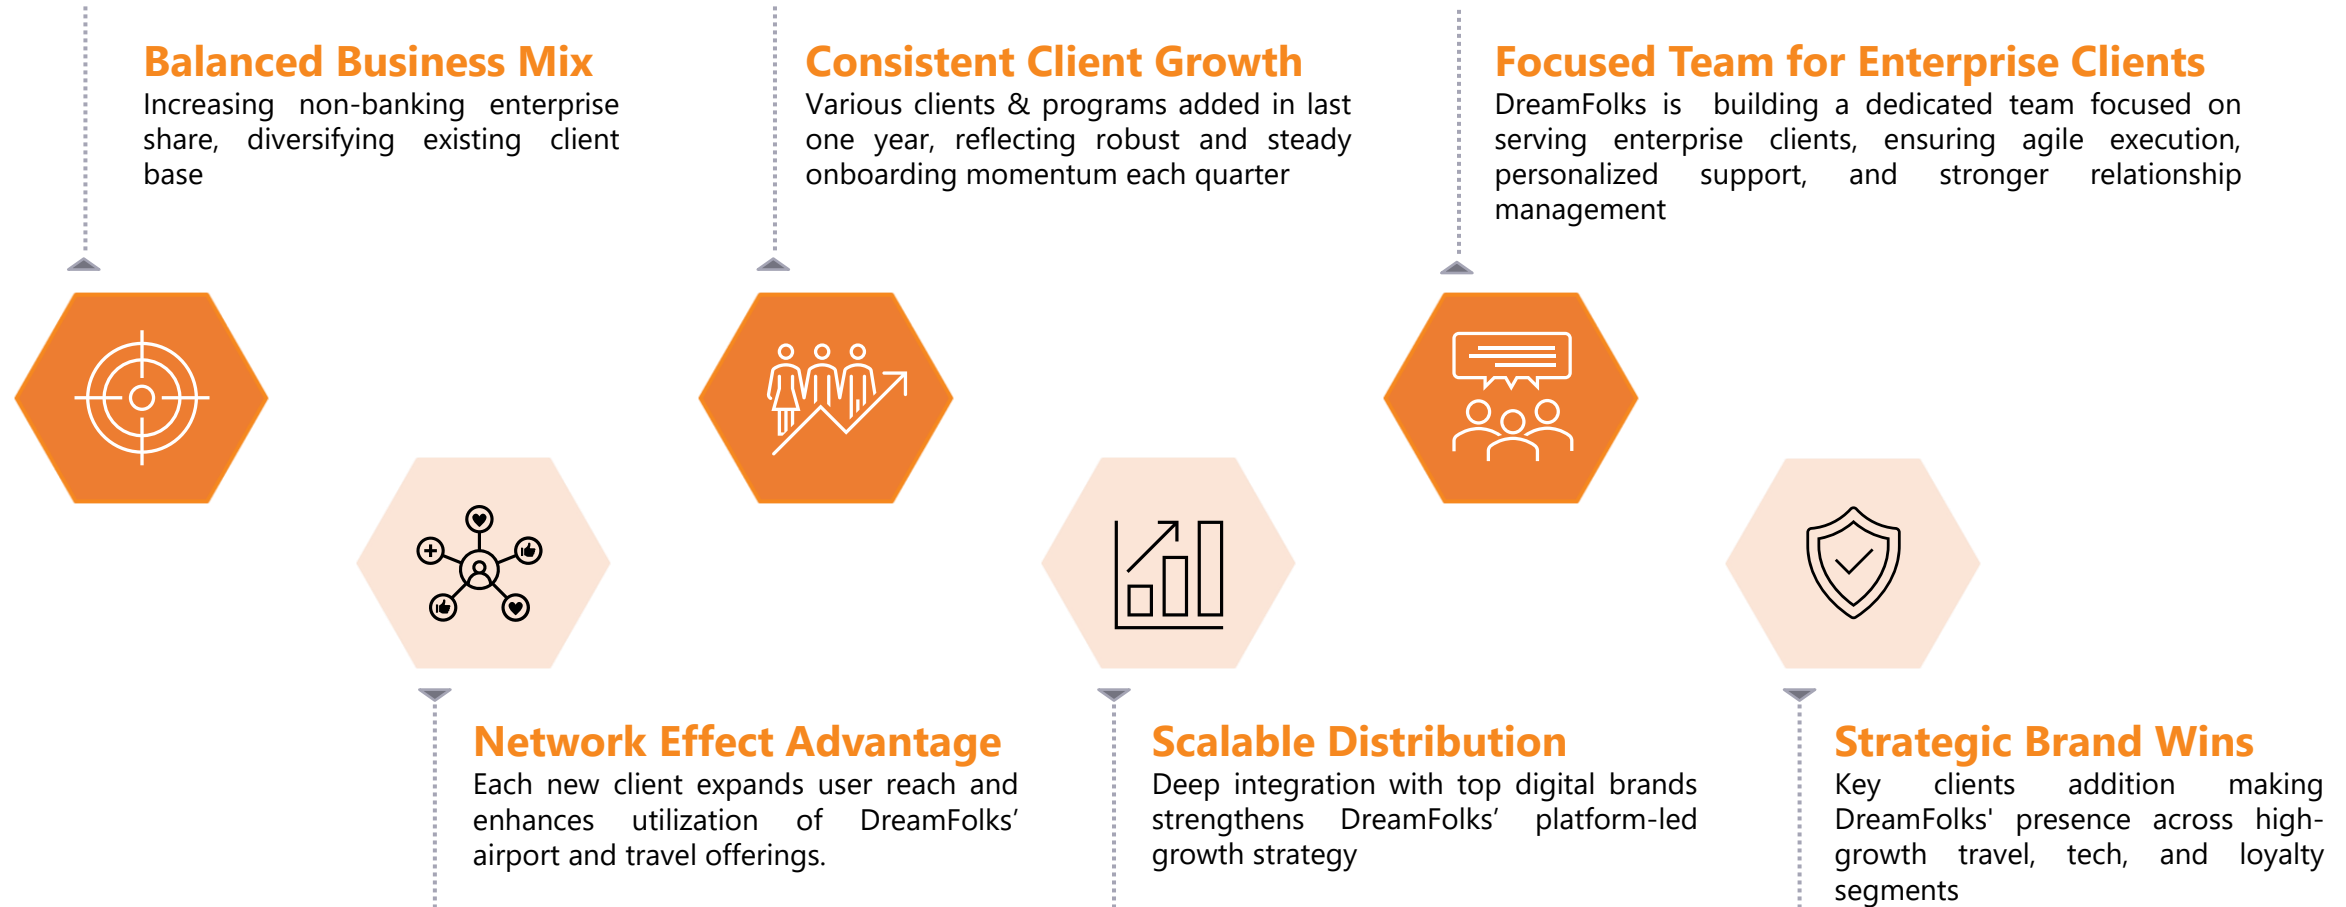 Balanced Business Mix
Increasing non-banking enterprise
share, diversifying existing client
base
Consistent Client Growth
Various clients & programs added in last
one year, reflecting robust and steady
onboarding momentum each quarter
Focused Team for Enterprise Clients
DreamFolks is building a dedicated team focused on
serving enterprise clients, ensuring agile execution,
personalized support, and stronger relationship
management
Network Effect Advantage
Each new client expands user reach and
enhances utilization of DreamFolks’
airport and travel offerings.
Scalable Distribution
Deep integration with top digital brands
strengthens DreamFolks’ platform-led
growth strategy
Strategic Brand Wins
Key clients addition making
DreamFolks' presence across high-
growth travel, tech, and loyalty
segments